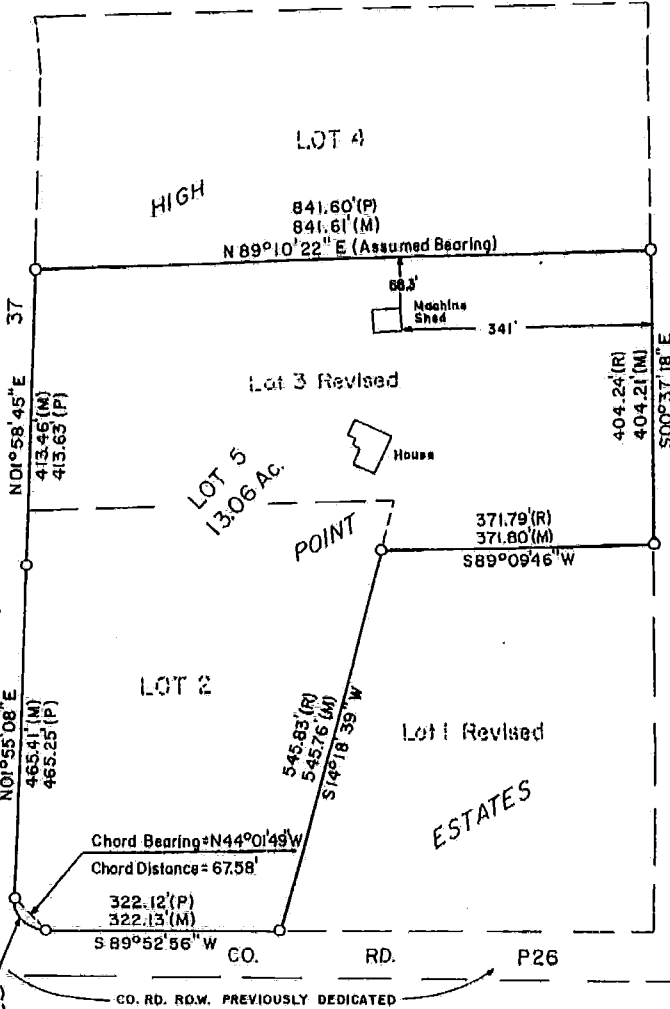 LOT 4
HIGH
841.60'(P)
841.61'(M)
N 89°10'22" E (Assumed Bearing)
68.3'
Machine
Shed
341'
37
N01°58'45" E
413.46'(M)
413.63'(P)
Lot 3 Revised
404.24'(R)
404.21'(M)
S00°37'18" E
House
LOT 5
13.06 Ac.
POINT
371.79'(R)
371.80'(M)
S89°09'46" W
LOT 2
N01°55'08" E
465.41'(M)
465.25'(P)
545.83'(R)
545.76'(M)
S14°18'39" W
Lot 1 Revised
ESTATES
Chord Bearing=N44°01'49"W
Chord Distance=67.58'
322.12'(P)
322.13'(M)
S 89°52'56" W
CO. RD. P26
CO. RD. R.O.W. PREVIOUSLY DEDICATED